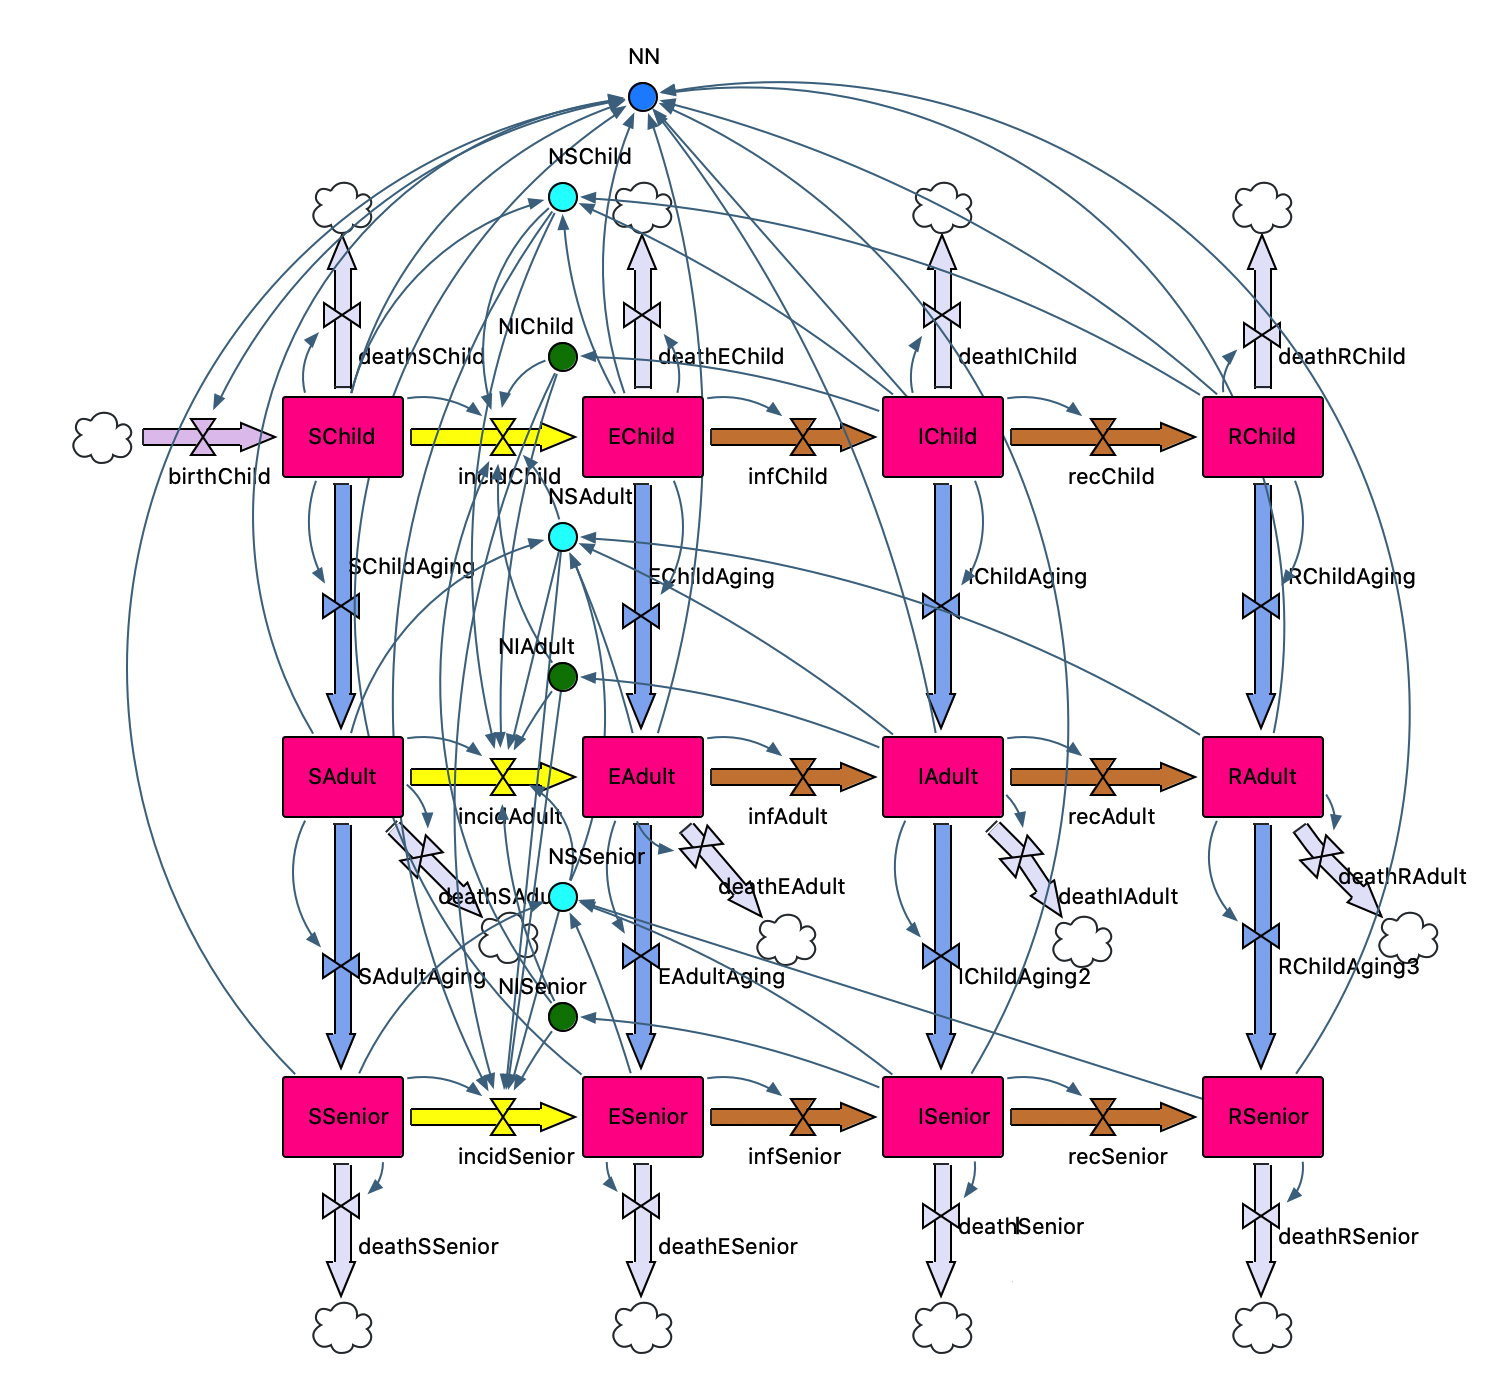 NN
NSChild
NIChild
deathSChild
deathEChild
deathIChild
deathRChild
SChild
EChild
IChild
RChild
birthChild
incidChild
infChild
recChild
NSAdult
SChildAging
EChildAging
IChildAging
RChildAging
NIAdult
SAdult
EAdult
IAdult
RAdult
incidAdult
infAdult
recAdult
NSSenior
deathSAdu
deathEAdult
deathIAdult
deathRAdult
SAdultAging
NISenior
EAdultAging
IChildAging2
RChildAging3
SSenior
ESenior
ISenior
RSenior
incidSenior
infSenior
recSenior
deathSSenior
deathESenior
deathISenior
deathRSenior